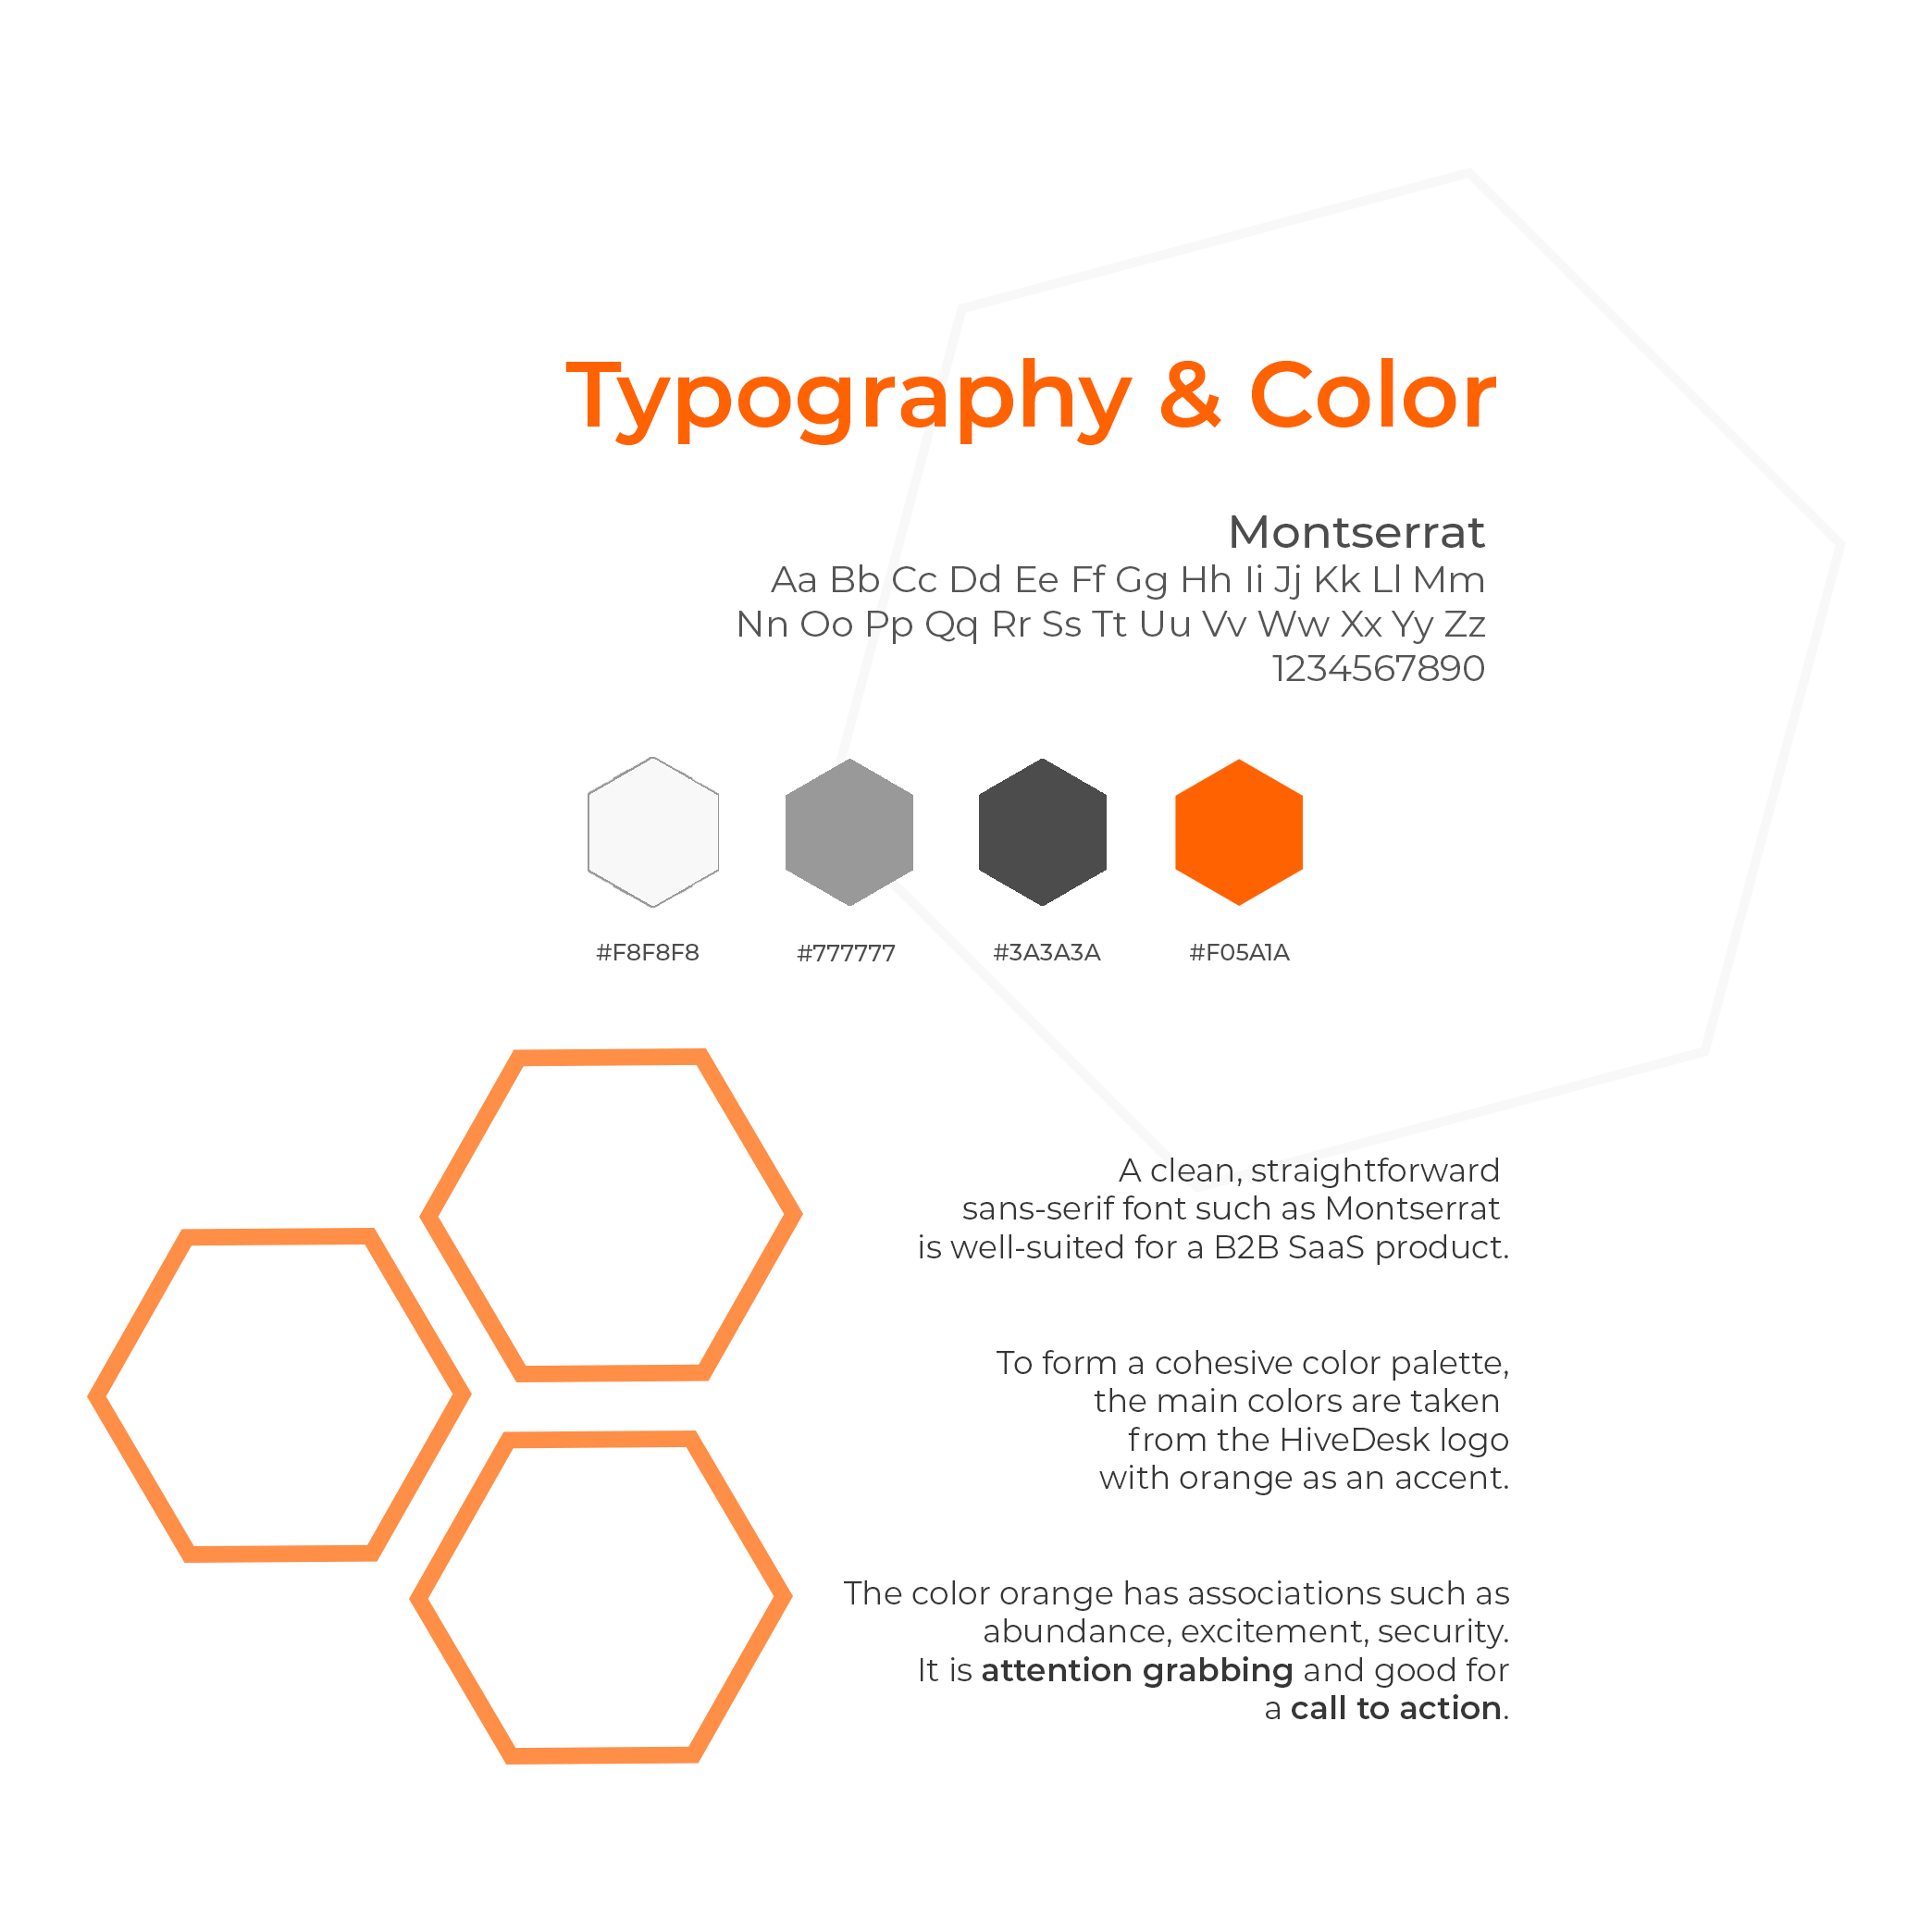 Typography & Color
Montserrat
Aa Bb Cc Dd Ee Ff Gg Hh Ii Jj Kk Ll Mm
Nn Oo Pp Qq Rr Ss Tt Uu Vv Ww Xx Yy Zz
1234567890
#F8F8F8 #777777 #3A3A3A #F05A1A
A clean, straightforward
sans-serif font such as Montserrat
is well-suited for a B2B SaaS product.
To form a cohesive color palette,
the main colors are taken
from the HiveDesk logo
with orange as an accent.
The color orange has associations such as
abundance, excitement, security.
It is attention grabbing and good for
a call to action.